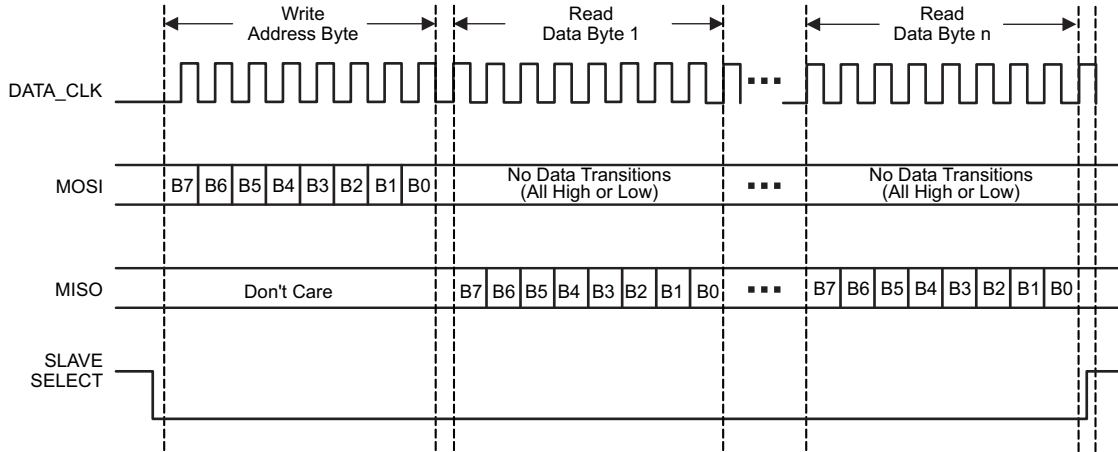 Write
Address Byte
Read
Data Byte 1
Read
Data Byte n
DATA_CLK
MOSI
B7 B6 B5 B4 B3 B2 B1 B0
No Data Transitions
(All High or Low)
No Data Transitions
(All High or Low)
MISO
Don't Care
B7 B6 B5 B4 B3 B2 B1 B0
B7 B6 B5 B4 B3 B2 B1 B0
SLAVE
SELECT